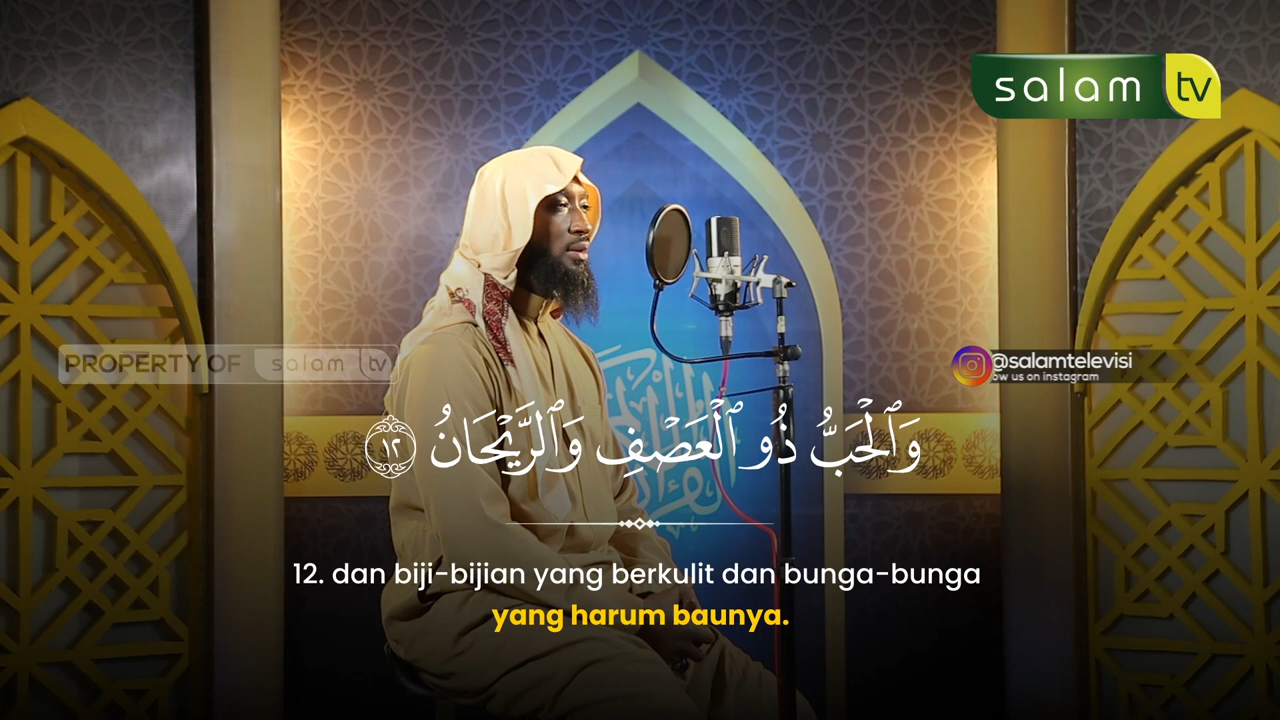 salam tv
PROPERTY OF salam tv
@salamtelevisi
ow us on instagram
وَٱلْحَبُّ ذُو ٱلْعَصْفِ وَٱلرَّيْحَانُ ١٢
12. dan biji-bijian yang berkulit dan bunga-bunga
yang harum baunya.